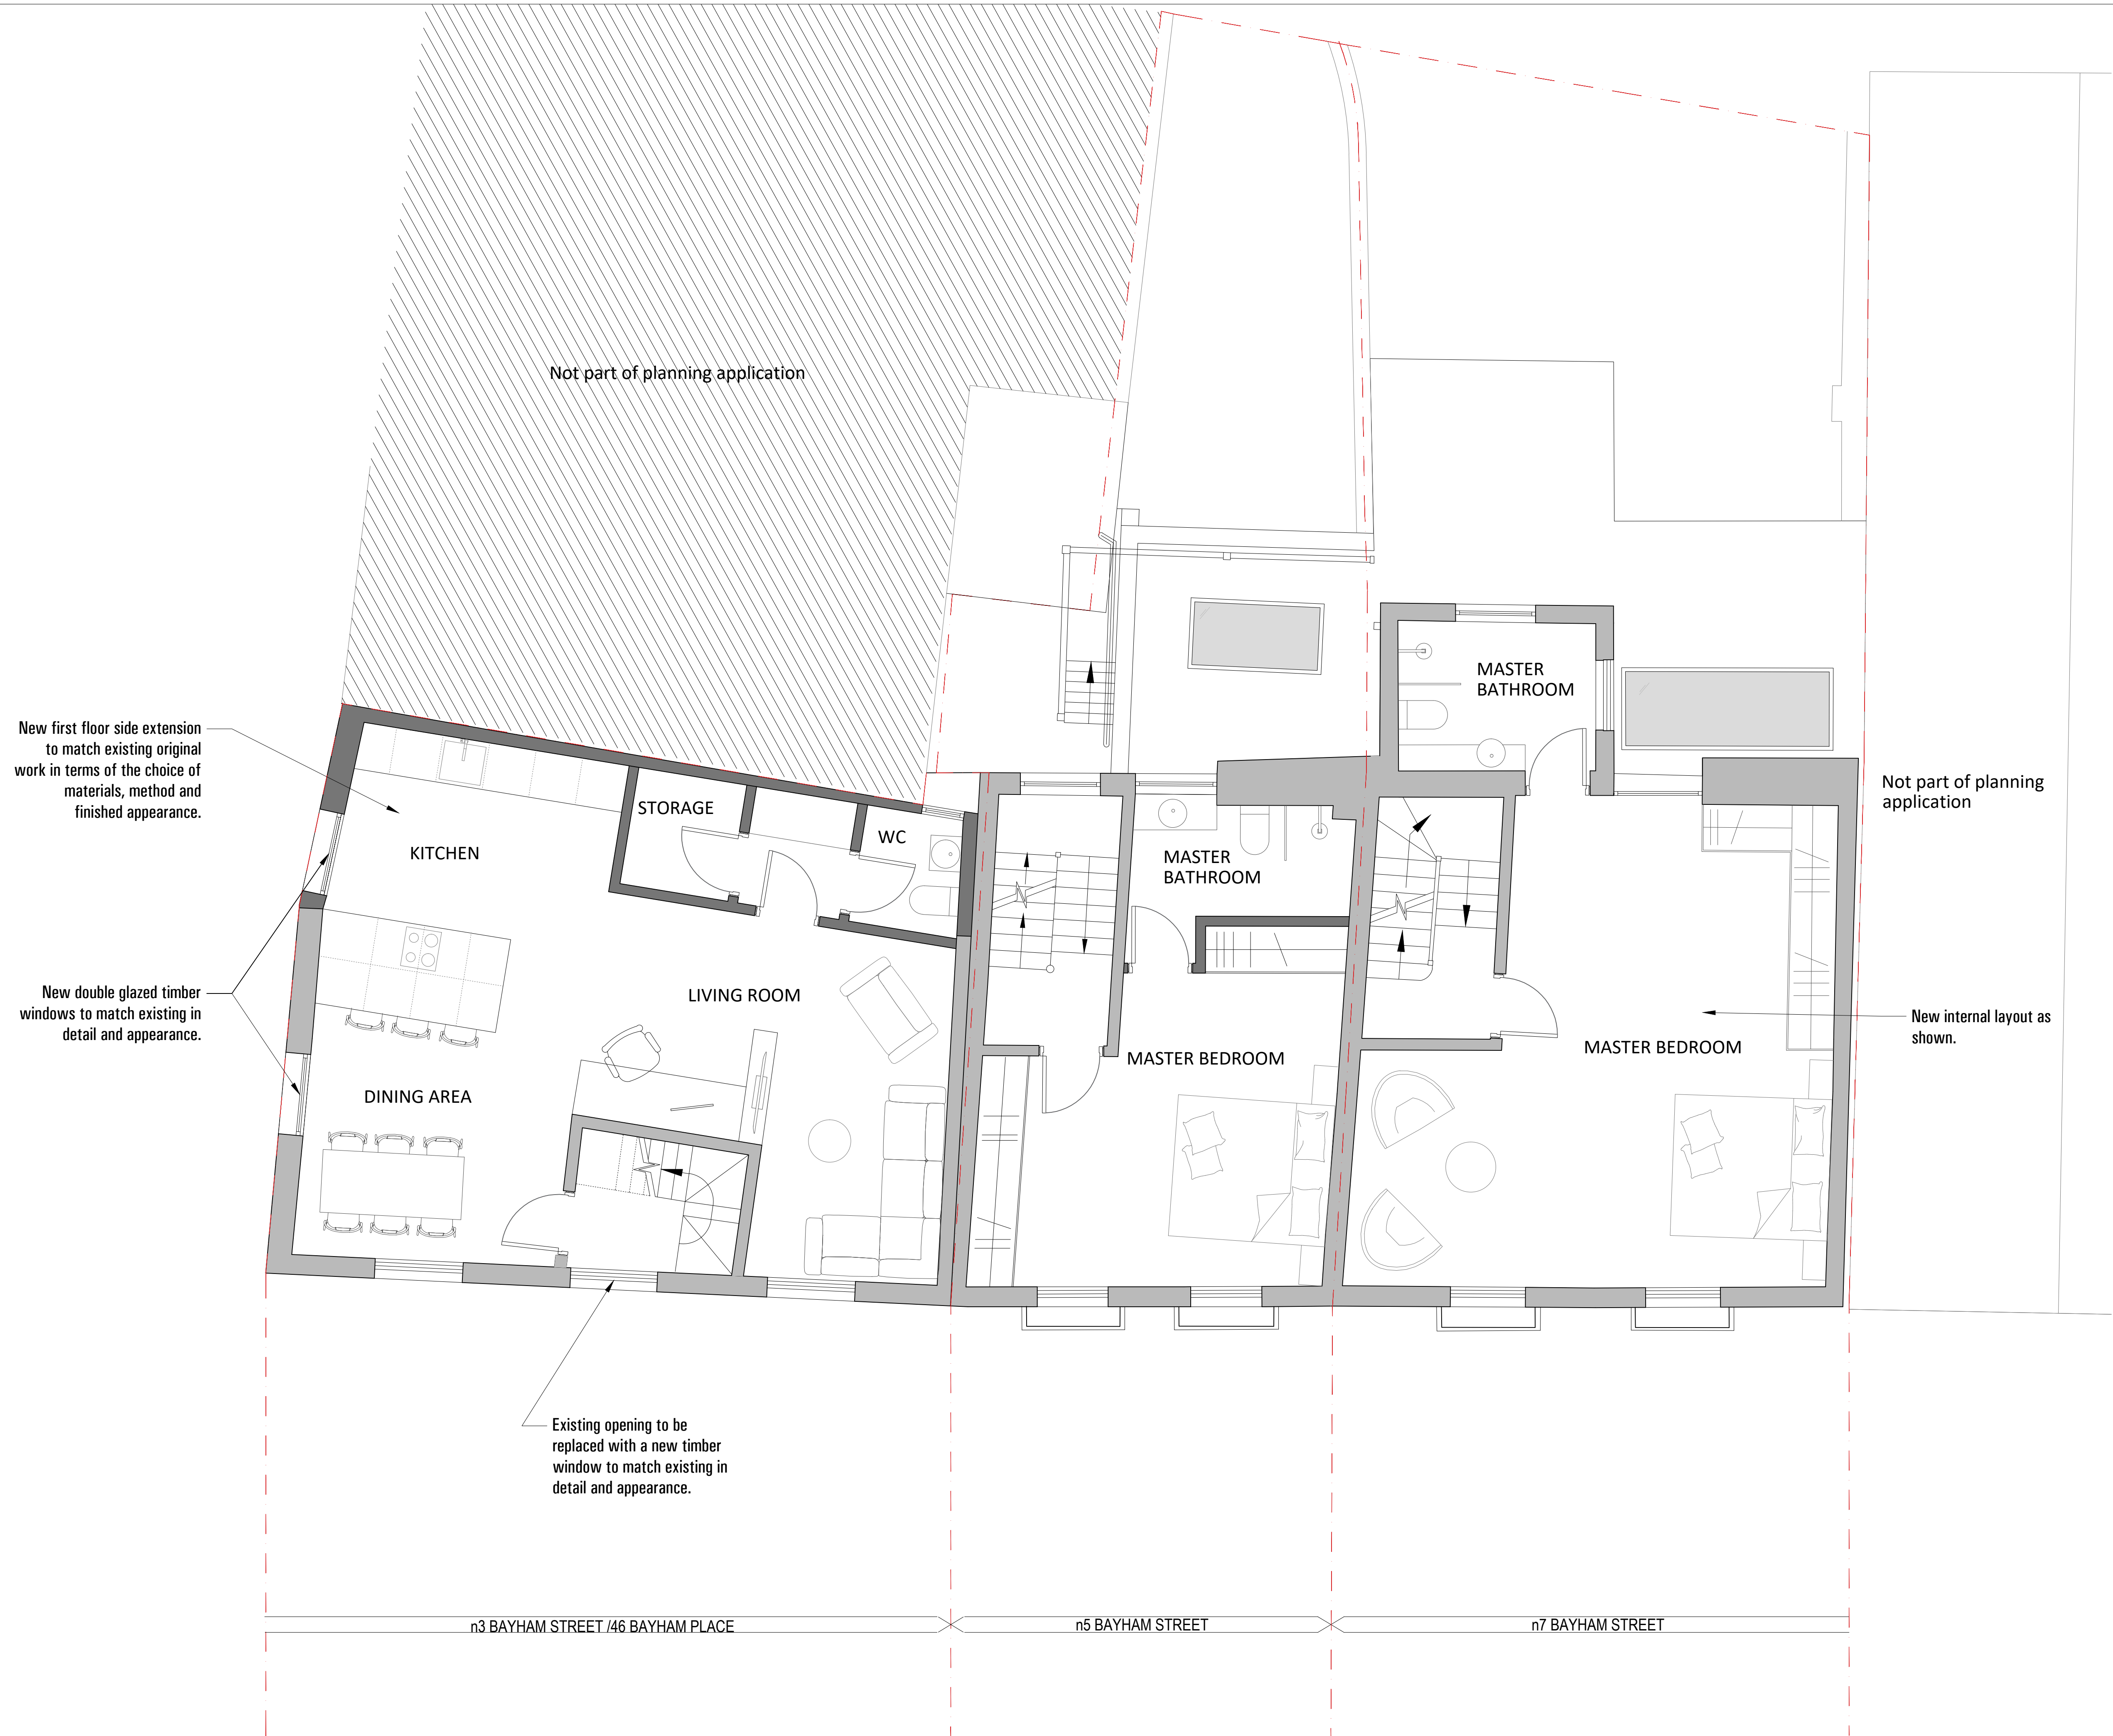 Not part of planning application
New first floor side extension
to match existing original
work in terms of the choice of
materials, method and
finished appearance.
MASTER
BATHROOM
Not part of planning
application
STORAGE
WC
KITCHEN
MASTER
BATHROOM
New double glazed timber
windows to match existing in
detail and appearance.
LIVING ROOM
New internal layout as
shown.
MASTER BEDROOM
MASTER BEDROOM
DINING AREA
Existing opening to be
replaced with a new timber
window to match existing in
detail and appearance.
n3 BAYHAM STREET /46 BAYHAM PLACE
n5 BAYHAM STREET
n7 BAYHAM STREET